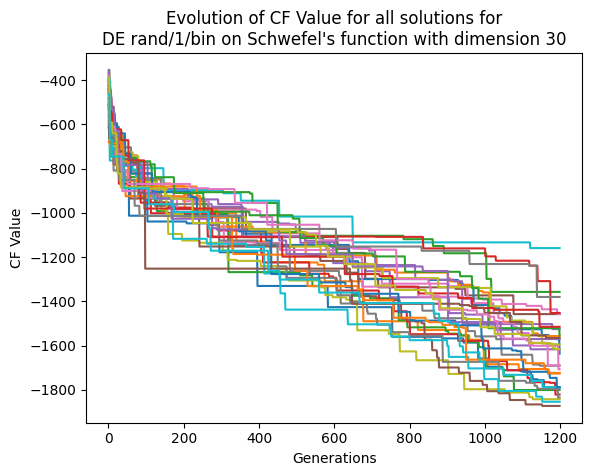 Evolution of CF Value for all solutions for
DE rand/1/bin on Schwefel's function with dimension 30
CF Value
−400
−600
−800
−1000
−1200
−1400
−1600
−1800
0 200 400 600 800 1000 1200
Generations